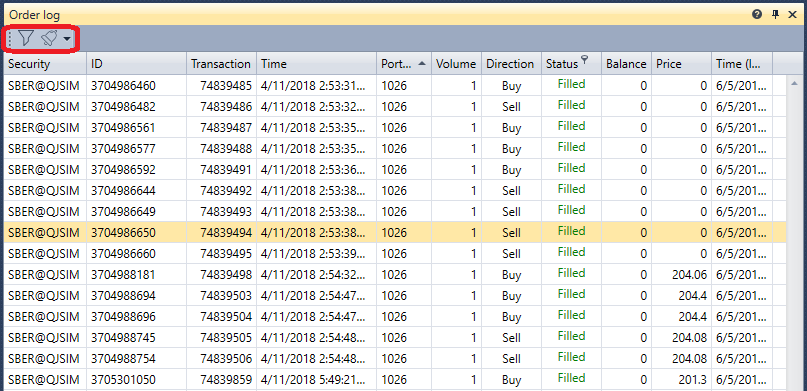 Order log
Security ID Transaction Time Port... Volume Direction Status Balance Price Time (l...
SBER@QJSIM 3704986460 74839485 4/11/2018 2:53:31... 1026 1 Buy Filled 0 0 6/5/201...
SBER@QJSIM 3704986482 74839486 4/11/2018 2:53:32... 1026 1 Sell Filled 0 0 6/5/201...
SBER@QJSIM 3704986561 74839487 4/11/2018 2:53:35... 1026 1 Buy Filled 0 0 6/5/201...
SBER@QJSIM 3704986577 74839488 4/11/2018 2:53:35... 1026 1 Buy Filled 0 0 6/5/201...
SBER@QJSIM 3704986592 74839491 4/11/2018 2:53:36... 1026 1 Buy Filled 0 0 6/5/201...
SBER@QJSIM 3704986644 74839492 4/11/2018 2:53:38... 1026 1 Sell Filled 0 0 6/5/201...
SBER@QJSIM 3704986649 74839493 4/11/2018 2:53:38... 1026 1 Sell Filled 0 0 6/5/201...
SBER@QJSIM 3704986650 74839494 4/11/2018 2:53:38... 1026 1 Sell Filled 0 0 6/5/201...
SBER@QJSIM 3704986660 74839495 4/11/2018 2:53:39... 1026 1 Sell Filled 0 0 6/5/201...
SBER@QJSIM 3704988181 74839498 4/11/2018 2:54:32... 1026 1 Buy Filled 0 204.06 6/5/201...
SBER@QJSIM 3704988694 74839503 4/11/2018 2:54:47... 1026 1 Buy Filled 0 204.4 6/5/201...
SBER@QJSIM 3704988696 74839504 4/11/2018 2:54:47... 1026 1 Buy Filled 0 204.4 6/5/201...
SBER@QJSIM 3704988745 74839505 4/11/2018 2:54:48... 1026 1 Sell Filled 0 204.08 6/5/201...
SBER@QJSIM 3704988754 74839506 4/11/2018 2:54:48... 1026 1 Sell Filled 0 204.08 6/5/201...
SBER@QJSIM 3705301050 74839859 4/11/2018 5:49:21... 1026 1 Buy Filled 0 201.3 6/5/201...